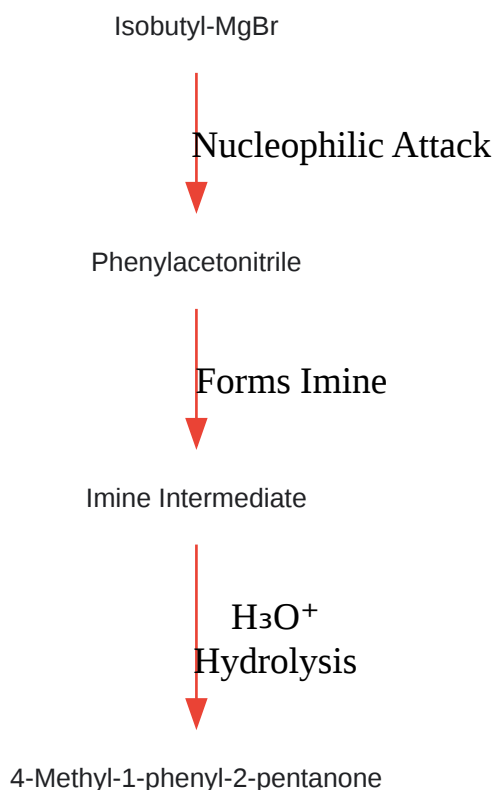 Isobutyl-MgBr
Nucleophilic Attack
Phenylacetonitrile
Forms Imine
Imine Intermediate
H₃O⁺
Hydrolysis
4-Methyl-1-phenyl-2-pentanone